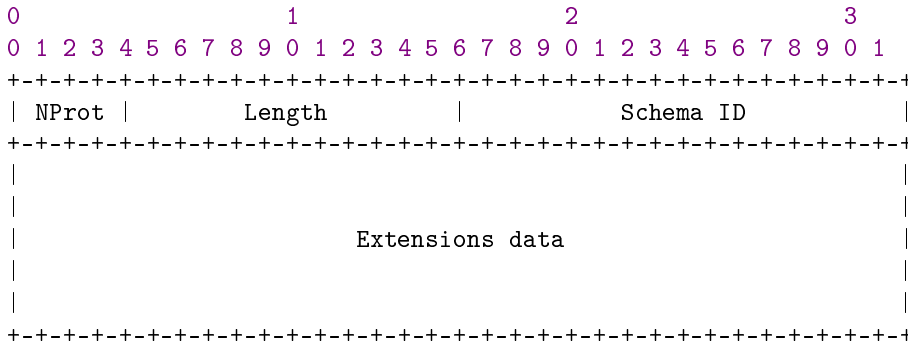 0                   1                   2                   3
0 1 2 3 4 5 6 7 8 9 0 1 2 3 4 5 6 7 8 9 0 1 2 3 4 5 6 7 8 9 0 1
+-+-+-+-+-+-+-+-+-+-+-+-+-+-+-+-+-+-+-+-+-+-+-+-+-+-+-+-+-+-+-+-+
| NProt |        Length         |           Schema ID           |
+-+-+-+-+-+-+-+-+-+-+-+-+-+-+-+-+-+-+-+-+-+-+-+-+-+-+-+-+-+-+-+-+
|                                                               |
|                                                               |
|                        Extensions data                        |
|                                                               |
|                                                               |
+-+-+-+-+-+-+-+-+-+-+-+-+-+-+-+-+-+-+-+-+-+-+-+-+-+-+-+-+-+-+-+-+